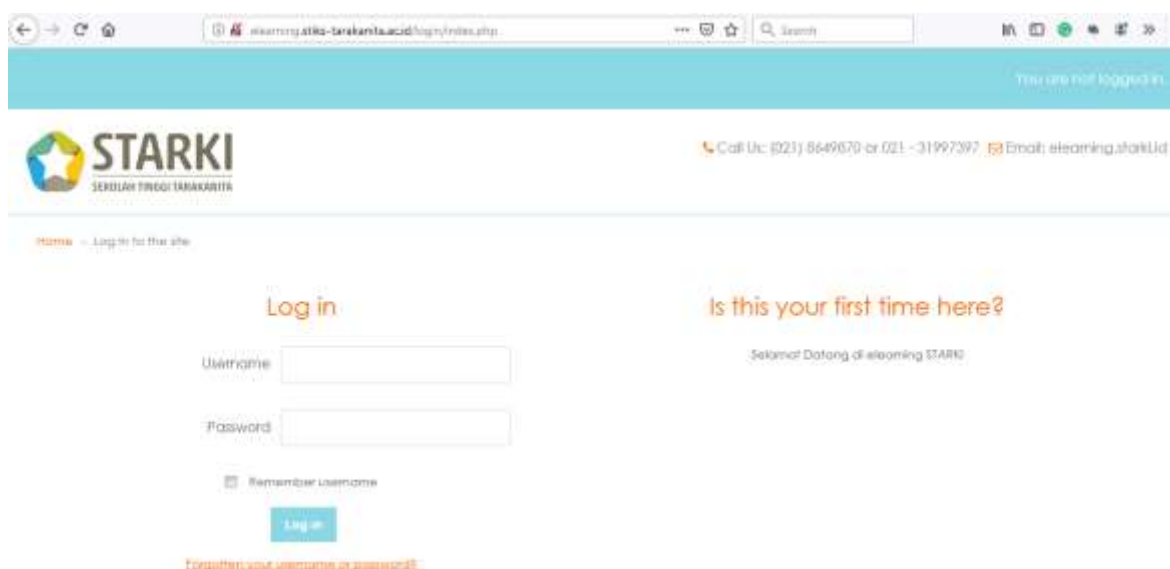 elearning.stiks-tarakanita.ac.id/login/index.php
Search
You are not logged in.
STARKI
SEKOLAH TINGGI TARAKANITA
Call Us: (021) 8649870 or 021 - 31997397 Email: elearning.starki.id
Home
Log in to the site
Log in
Is this your first time here?
Username
Selamat Datang di elearning STARKI
Password
Remember username
Log in
Forgotten your username or password?